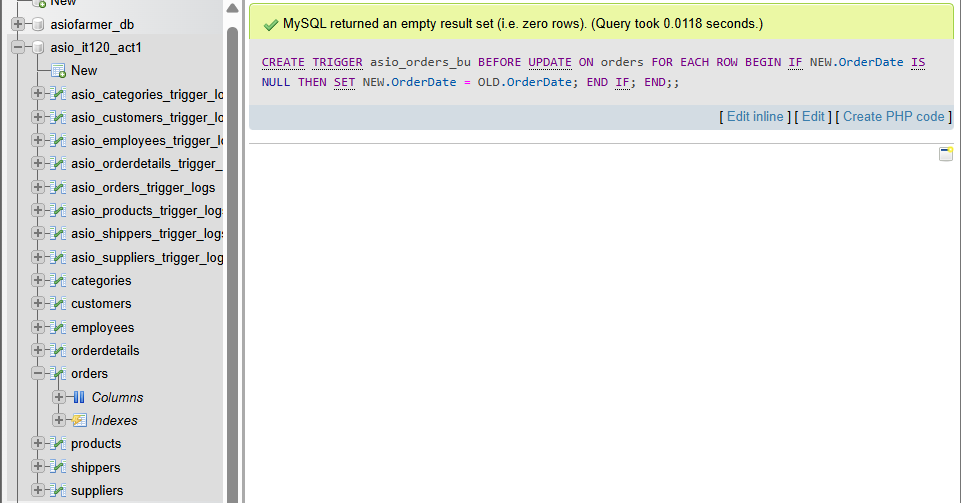 New
asiofarmer_db
asio_it120_act1
New
asio_categories_trigger_lo
asio_customers_trigger_lo
asio_employees_trigger_l
asio_orderdetails_trigger_
asio_orders_trigger_logs
asio_products_trigger_log
asio_shippers_trigger_log
asio_suppliers_trigger_log
categories
customers
employees
orderdetails
orders
Columns
Indexes
products
shippers
suppliers
MySQL returned an empty result set (i.e. zero rows). (Query took 0.0118 seconds.)
CREATE TRIGGER asio_orders_bu BEFORE UPDATE ON orders FOR EACH ROW BEGIN IF NEW.OrderDate IS
NULL THEN SET NEW.OrderDate = OLD.OrderDate; END IF; END;;
[ Edit inline ] [ Edit ] [ Create PHP code ]